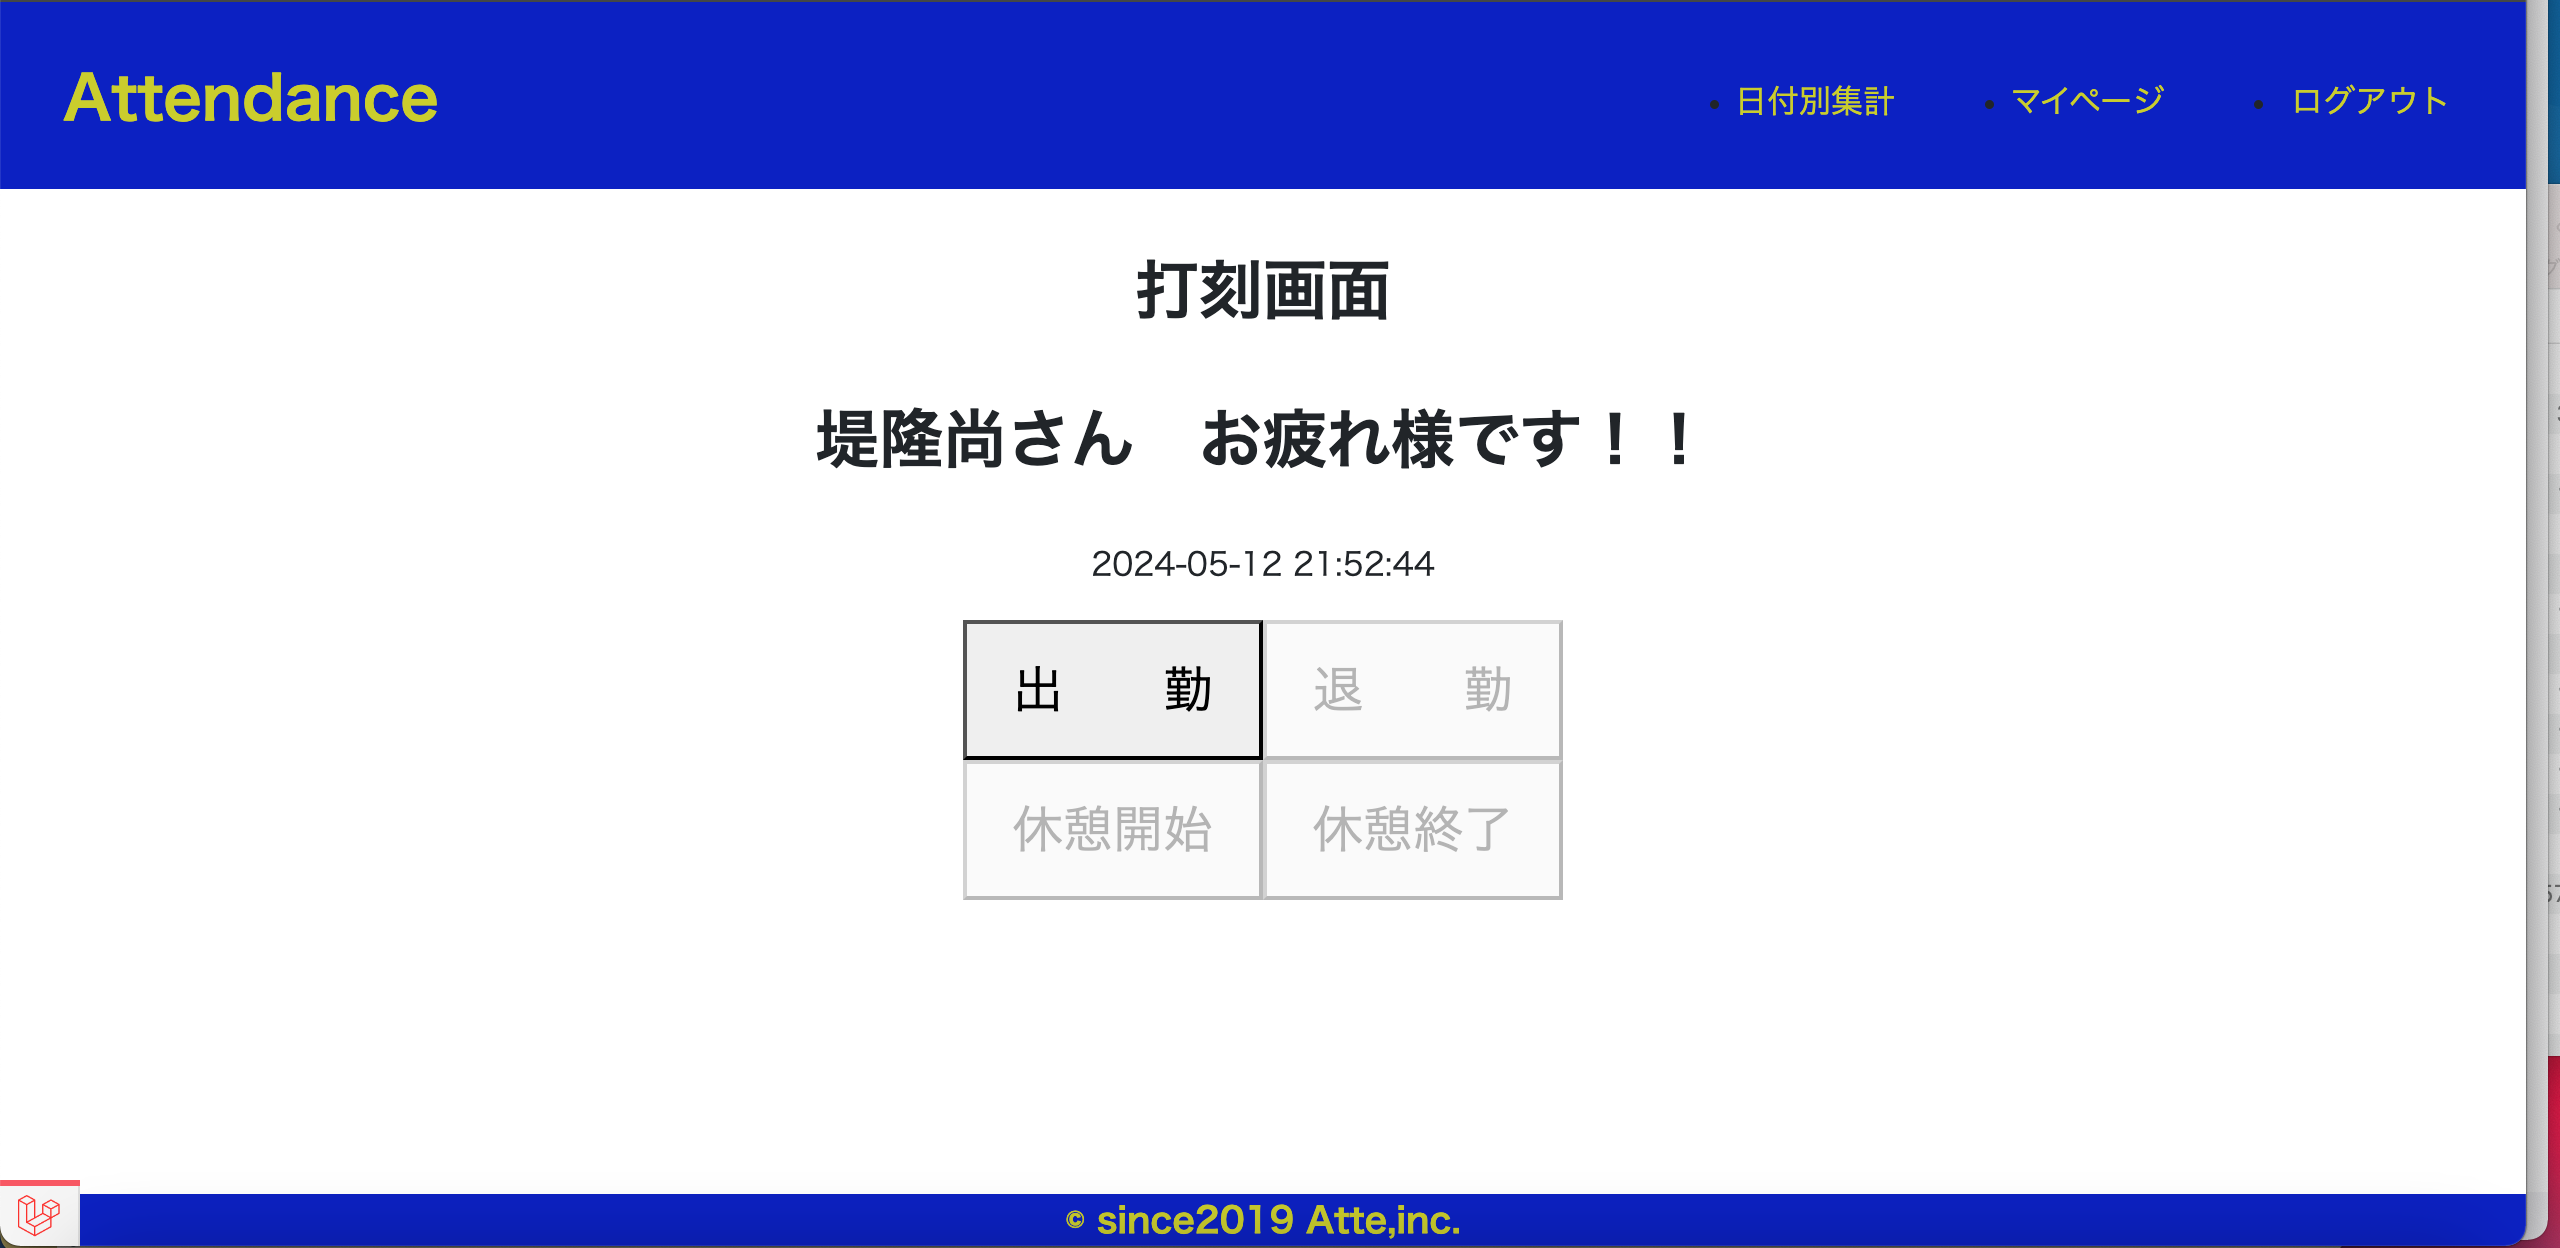 Attendance
• 日付別集計 • マイページ • ログアウト
打刻画面
堤隆尚さん　お疲れ様です！！
2024-05-12 21:52:44
出　　勤 退　　勤
休憩開始 休憩終了
© since2019 Atte,inc.